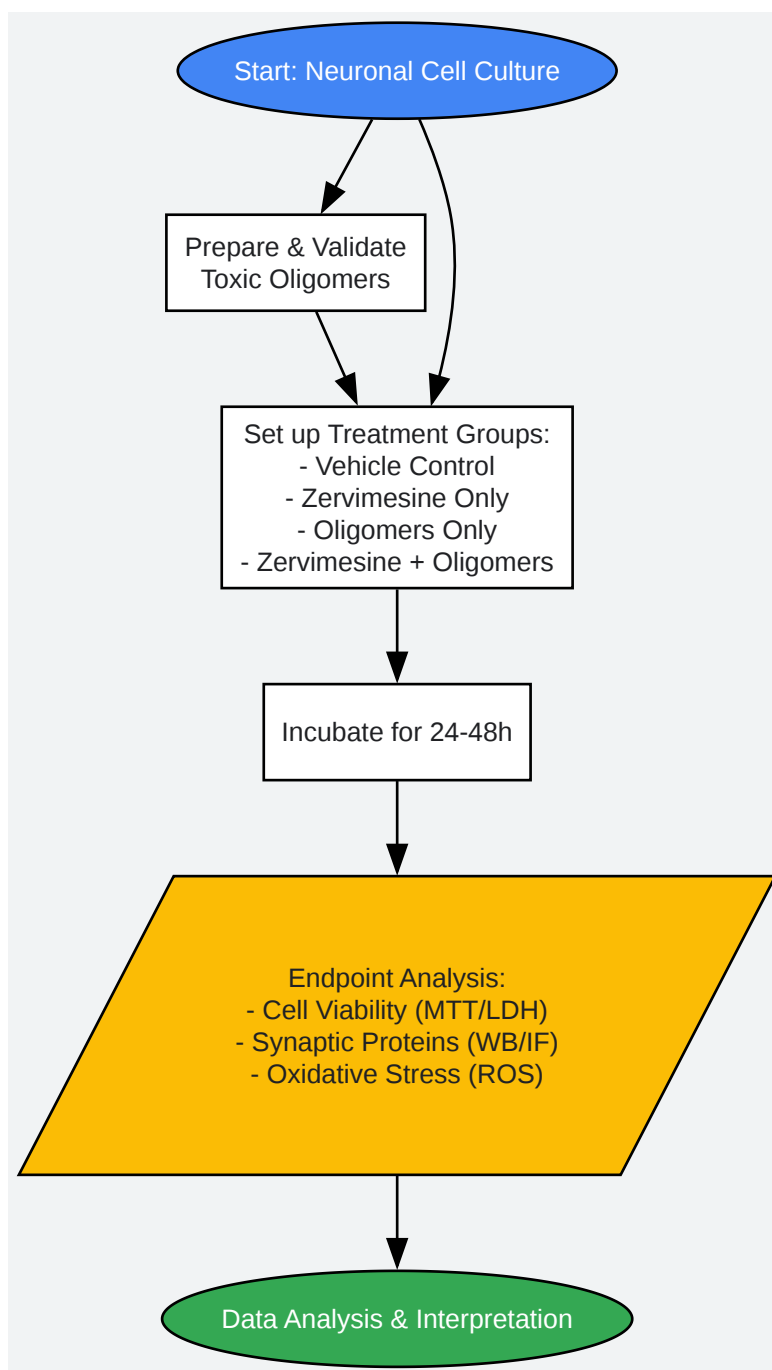 Start: Neuronal Cell Culture
Prepare & Validate
Toxic Oligomers
Set up Treatment Groups:
- Vehicle Control
- Zervimesine Only
- Oligomers Only
- Zervimesine + Oligomers
Incubate for 24-48h
Endpoint Analysis:
- Cell Viability (MTT/LDH)
- Synaptic Proteins (WB/IF)
- Oxidative Stress (ROS)
Data Analysis & Interpretation